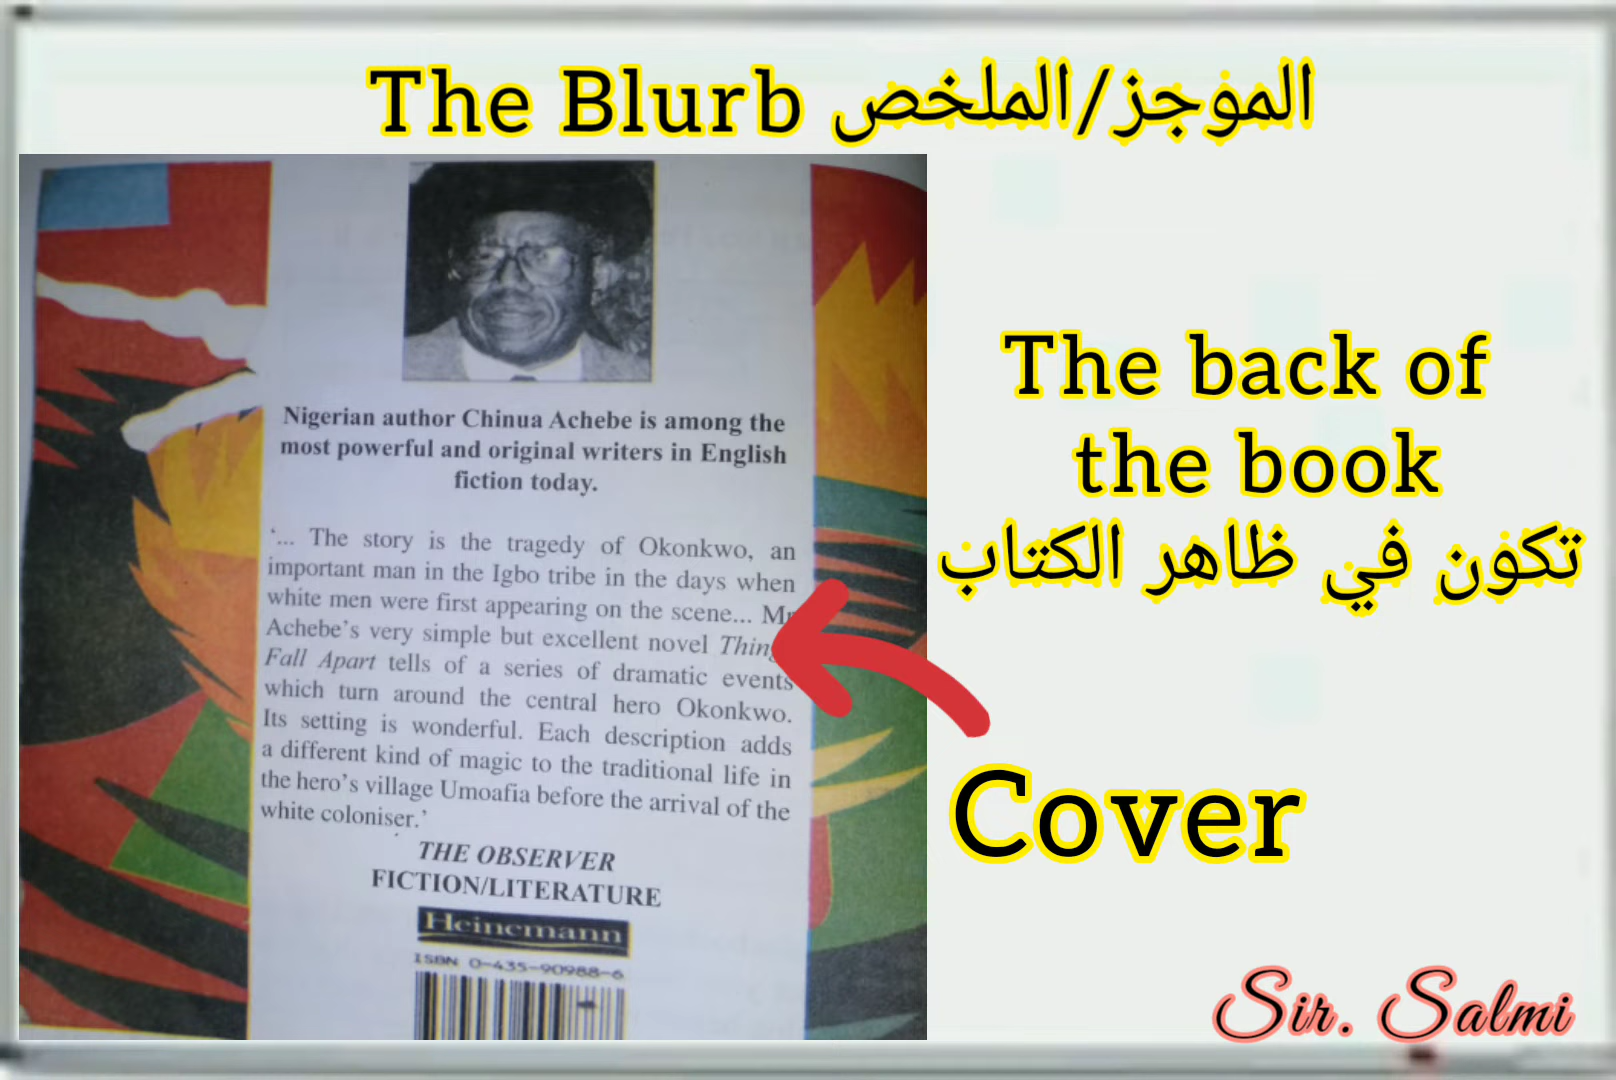 The Blurb الموجز/الملخص
Nigerian author Chinua Achebe is among the
most powerful and original writers in English
fiction today.
'... The story is the tragedy of Okonkwo, an
important man in the Igbo tribe in the days when
white men were first appearing on the scene... Mr
Achebe's very simple but excellent novel Thing
Fall Apart tells of a series of dramatic events
which turn around the central hero Okonkwo.
Its setting is wonderful. Each description adds
a different kind of magic to the traditional life in
the hero's village Umoafia before the arrival of the
white coloniser.'
THE OBSERVER
FICTION/LITERATURE
Heinemann
ISBN 0-435-90988-6
The back of
the book
تكون في ظاهر الكتاب
Cover
Sir. Salmi